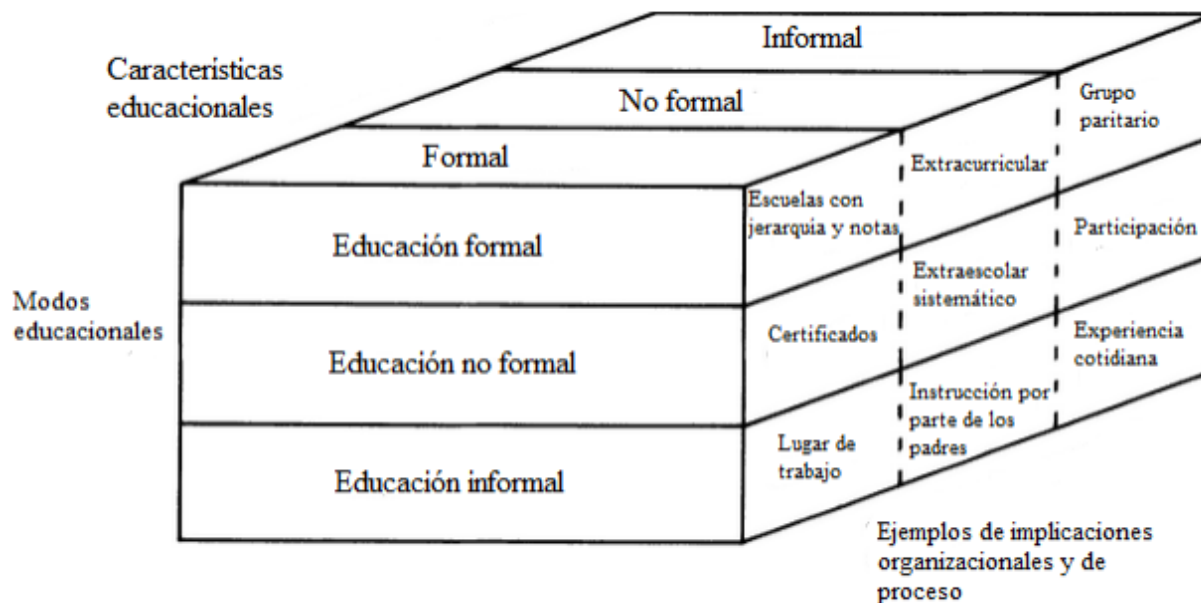 Informal
Características
educacionales
No formal
Grupo
paritario
Formal
Extracurricular
Escuelas con
jerarquía y notas
Educación formal
Participación
Extraescolar
sistemático
Modos
educacionales
Educación no formal
Certificados
Experiencia
cotidiana
Instrucción por
parte de los
padres
Lugar de
trabajo
Educación informal
Ejemplos de implicaciones
organizacionales y de
proceso